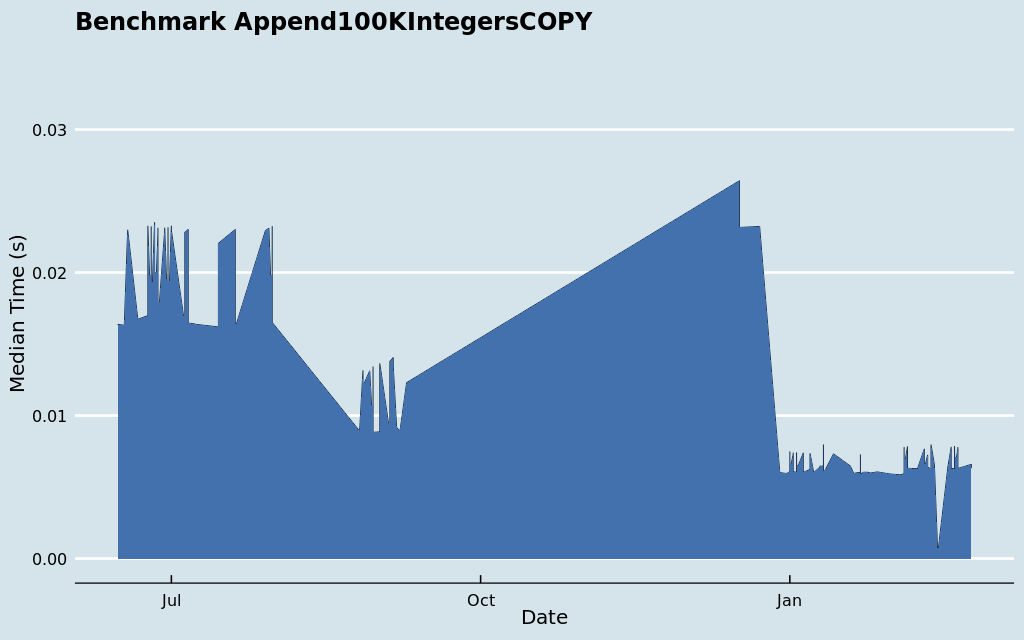 Benchmark Append100KIntegersCOPY
Median Time (s)
0.03
0.02
0.01
0.00
Jul
Oct
Jan
Date